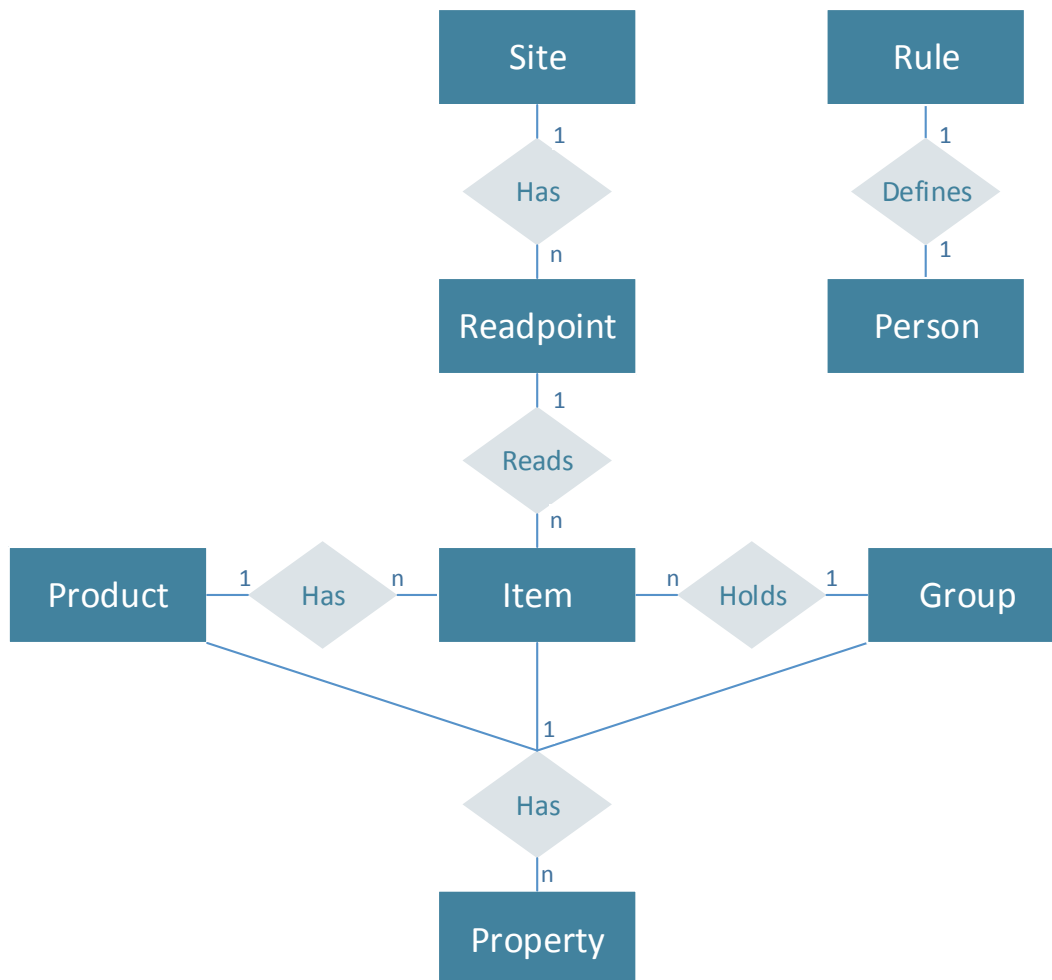 Site
Rule
1
1
Has
Defines
n
1
Readpoint
Person
1
Reads
n
Product
1
Has
n
Item
n
Holds
1
Group
1
Has
n
Property